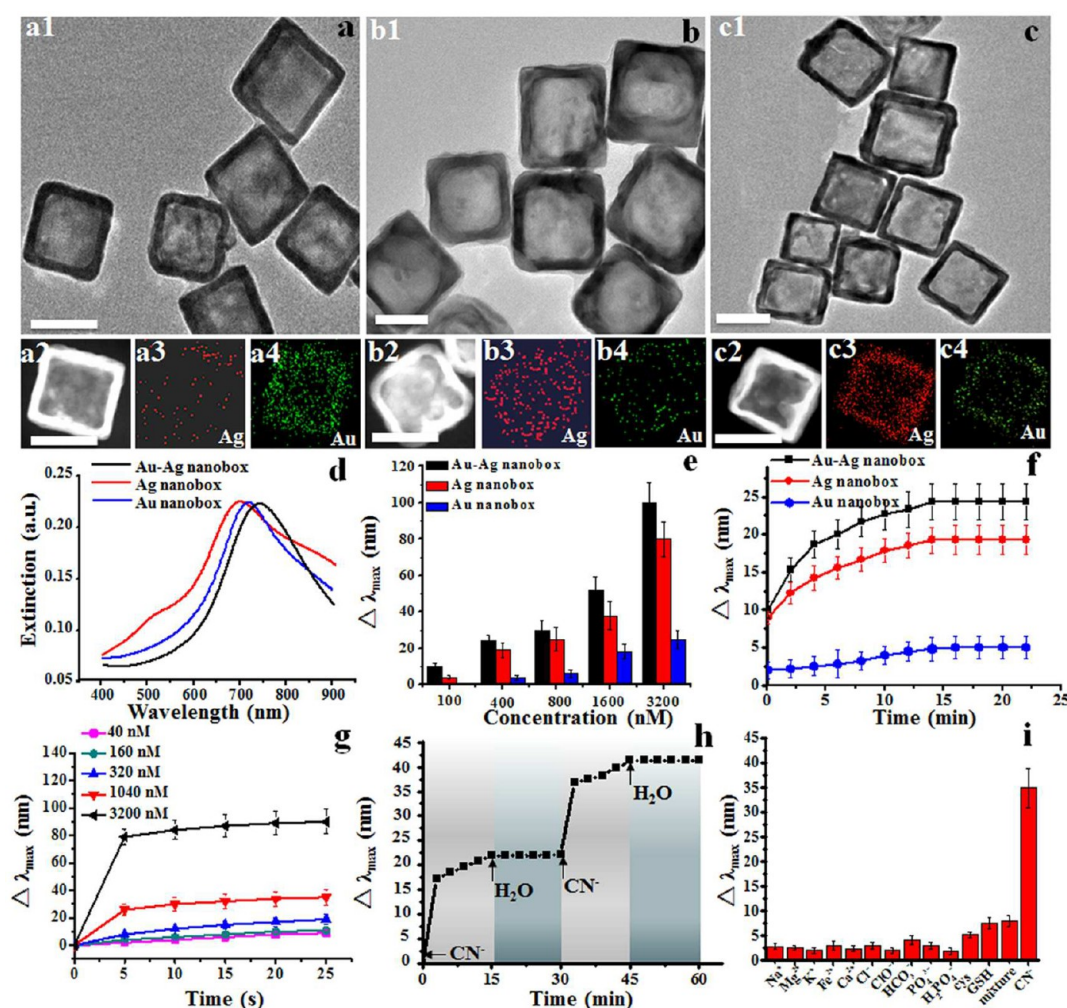 a1
a
b1
b
c1
c
a2
a3
Ag
a4
Au
b2
b3
Ag
b4
Au
c2
c3
Ag
c4
Au
d
Au-Ag nanobox
Ag nanobox
Au nanobox
Extinction (a.u.)
0.25
0.20
0.15
0.10
0.05
400 500 600 700 800 900
Wavelength (nm)
e
Au-Ag nanobox
Ag nanobox
Au nanobox
△ λmax (nm)
120
100
80
60
40
20
0
100 400 800 1600 3200
Concentration (nM)
f
Au-Ag nanobox
Ag nanobox
Au nanobox
△ λmax (nm)
25
20
15
10
5
0
0 5 10 15 20 25
Time (min)
g
40 nM
160 nM
320 nM
1040 nM
3200 nM
△ λmax (nm)
140
120
100
80
60
40
20
0
0 5 10 15 20 25
Time (s)
h
△ λmax (nm)
45
40
35
30
25
20
15
10
5
0
CN⁻
H₂O
CN⁻
H₂O
0 15 30 45 60
Time (min)
i
△ λmax (nm)
45
40
35
30
25
20
15
10
5
0
Na⁺ Mg²⁺ K⁺ Fe³⁺ Ca²⁺ Cl⁻ ClO⁻ HCO₃⁻ PO₄³⁻ H₂PO₄⁻ cys GSH mixture CN⁻